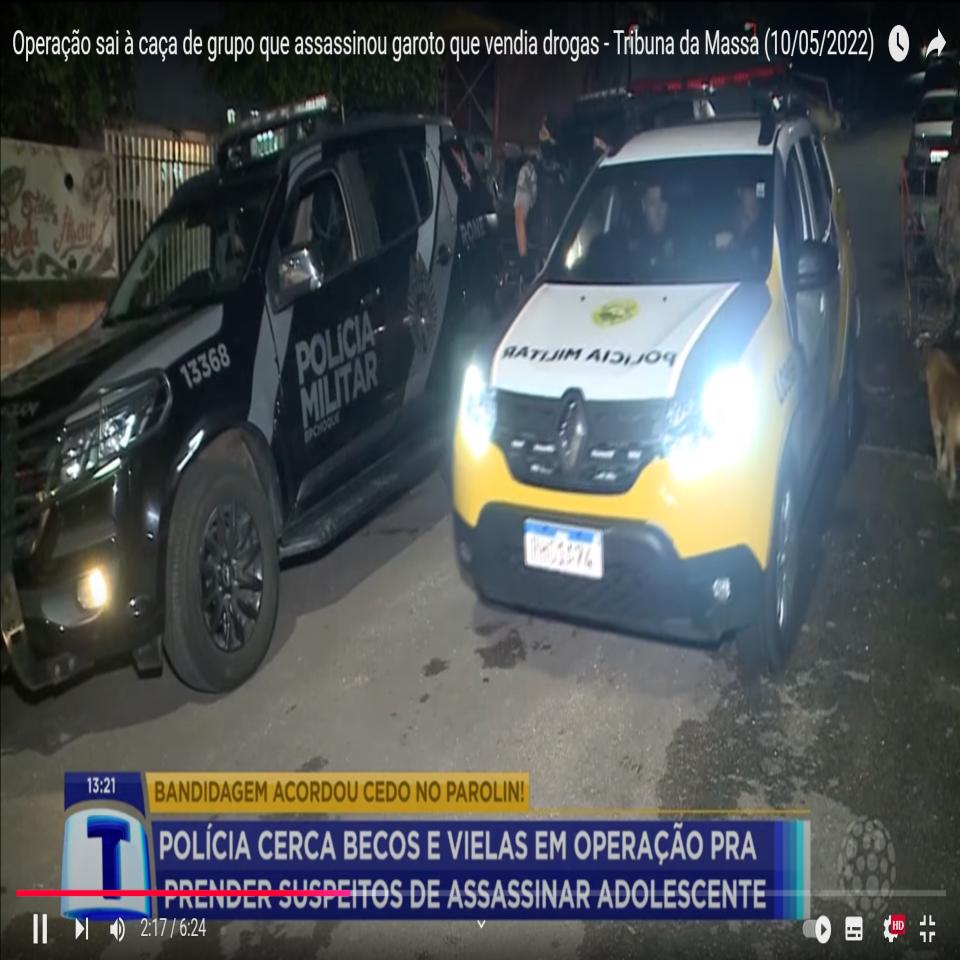 Operação sai à caça de grupo que assassinou garoto que vendia drogas - Tribuna da Massa (10/05/2022)
RONE
13368
POLÍCIA
MILITAR
BPCHOQUE
POLICIA MILITAR
13:21
BANDIDAGEM ACORDOU CEDO NO PAROLIN!
T
POLÍCIA CERCA BECOS E VIELAS EM OPERAÇÃO PRA
PRENDER SUSPEITOS DE ASSASSINAR ADOLESCENTE
2:17 / 6:24
HD